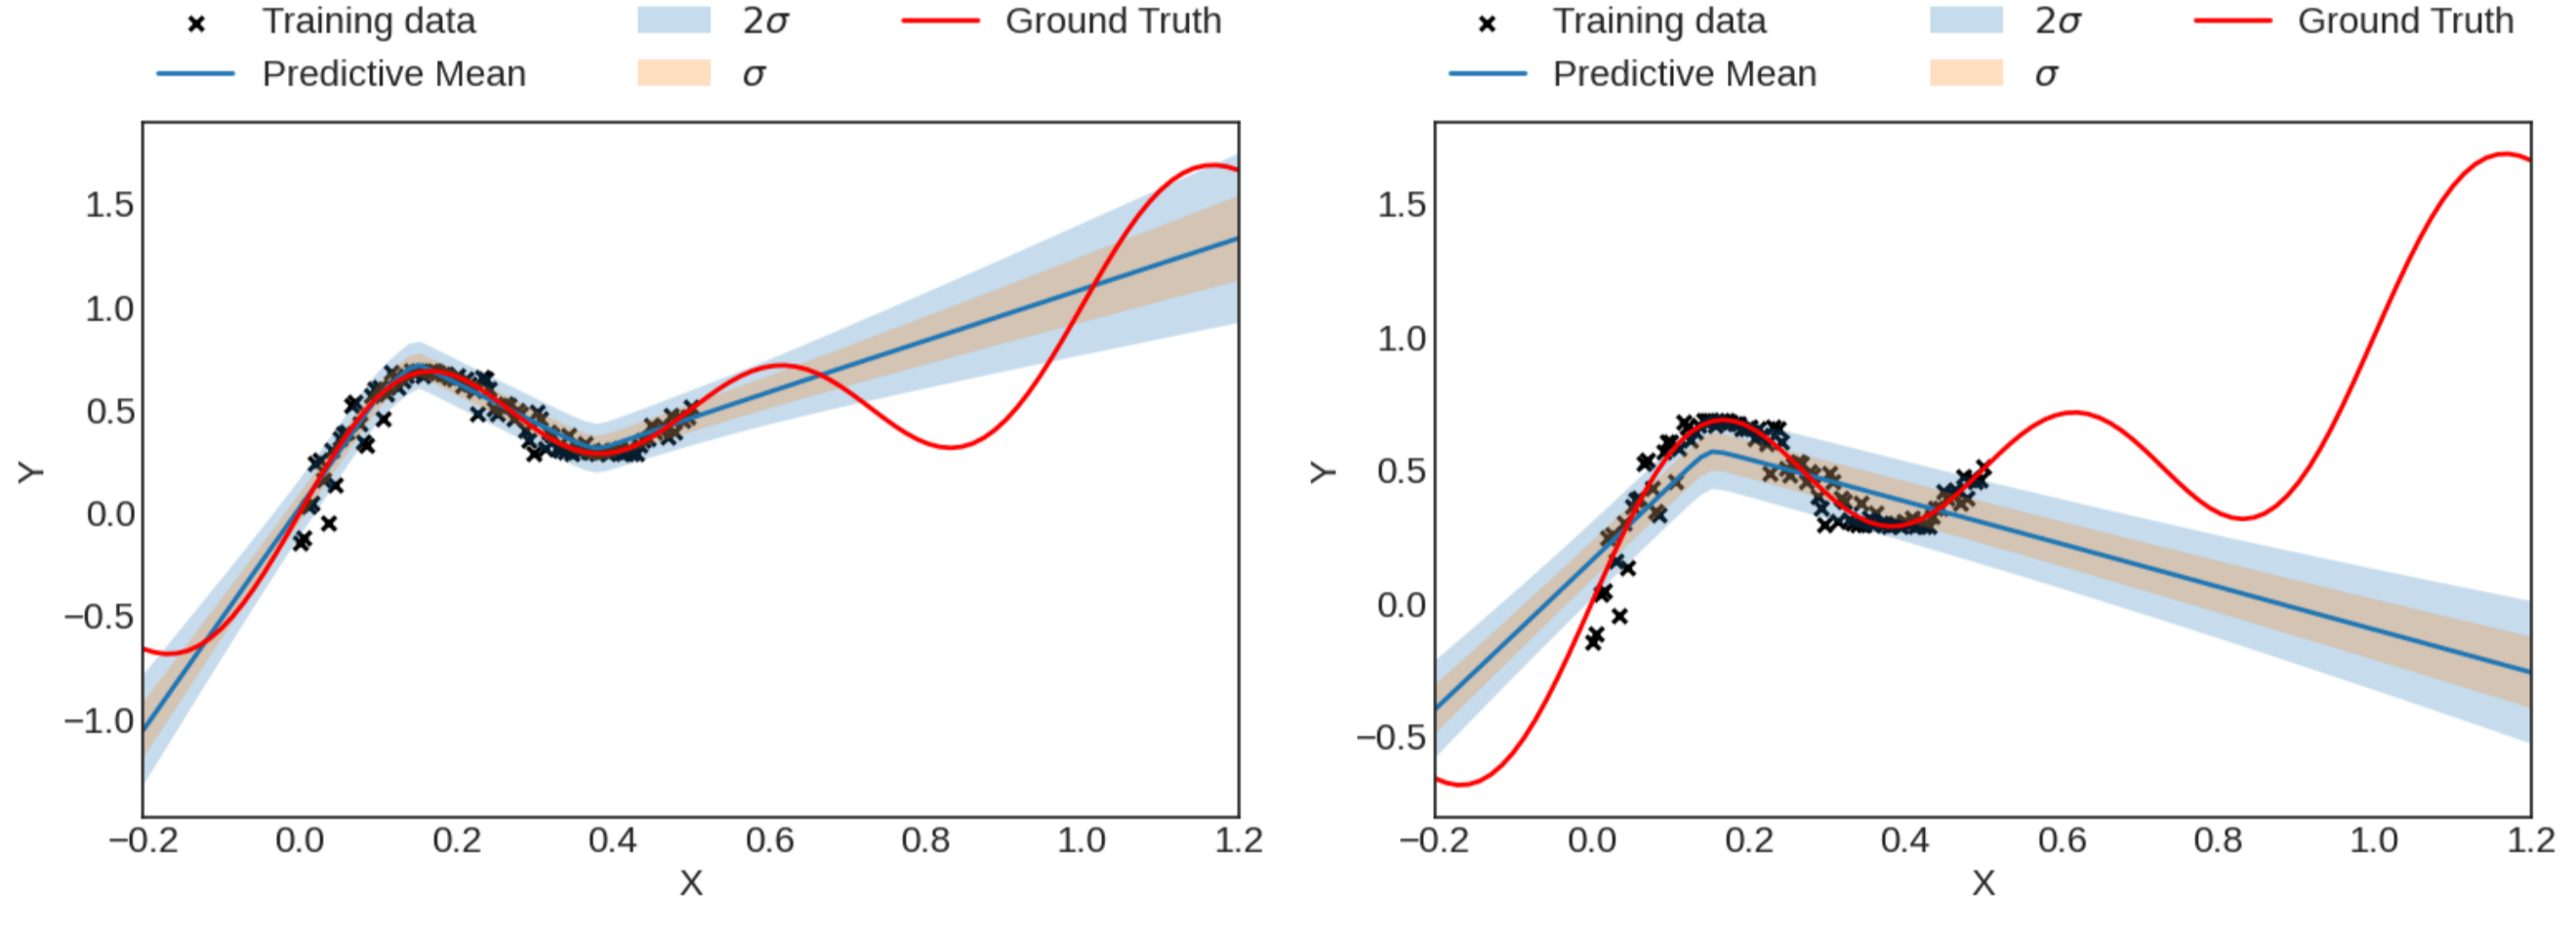 Training data 2σ Ground Truth
Predictive Mean σ
1.5
1.0
0.5
0.0
−0.5
−1.0
Y
−0.2 0.0 0.2 0.4 0.6 0.8 1.0 1.2
X
Training data 2σ Ground Truth
Predictive Mean σ
1.5
1.0
0.5
0.0
−0.5
Y
−0.2 0.0 0.2 0.4 0.6 0.8 1.0 1.2
X